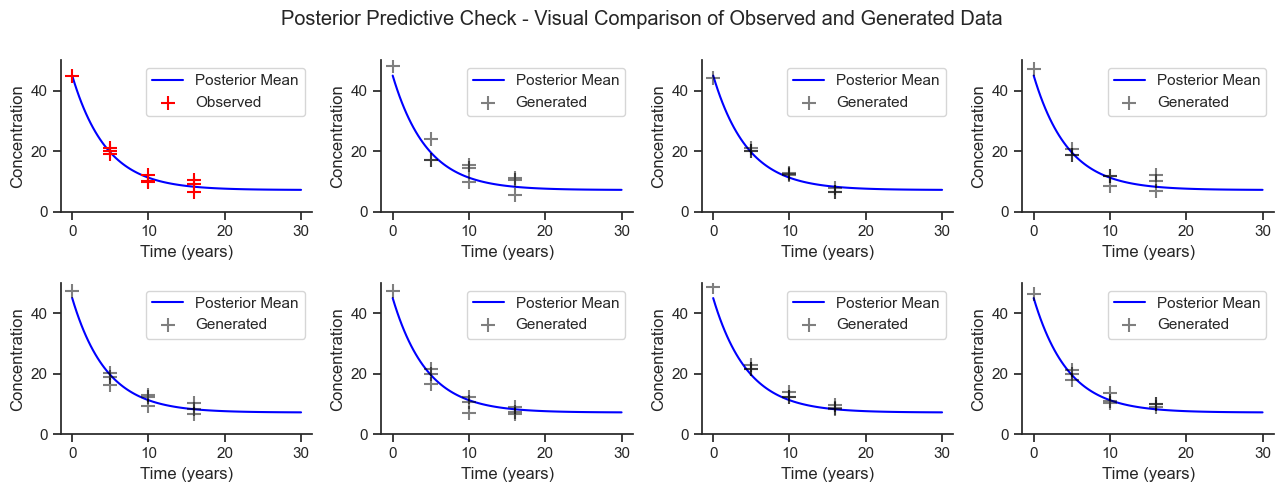 Posterior Predictive Check - Visual Comparison of Observed and Generated Data
Concentration
40
20
0
Posterior Mean
Observed
0 10 20 30
Time (years)
Concentration
40
20
0
Posterior Mean
Generated
0 10 20 30
Time (years)
Concentration
40
20
0
Posterior Mean
Generated
0 10 20 30
Time (years)
Concentration
40
20
0
Posterior Mean
Generated
0 10 20 30
Time (years)
Concentration
40
20
0
Posterior Mean
Generated
0 10 20 30
Time (years)
Concentration
40
20
0
Posterior Mean
Generated
0 10 20 30
Time (years)
Concentration
40
20
0
Posterior Mean
Generated
0 10 20 30
Time (years)
Concentration
40
20
0
Posterior Mean
Generated
0 10 20 30
Time (years)